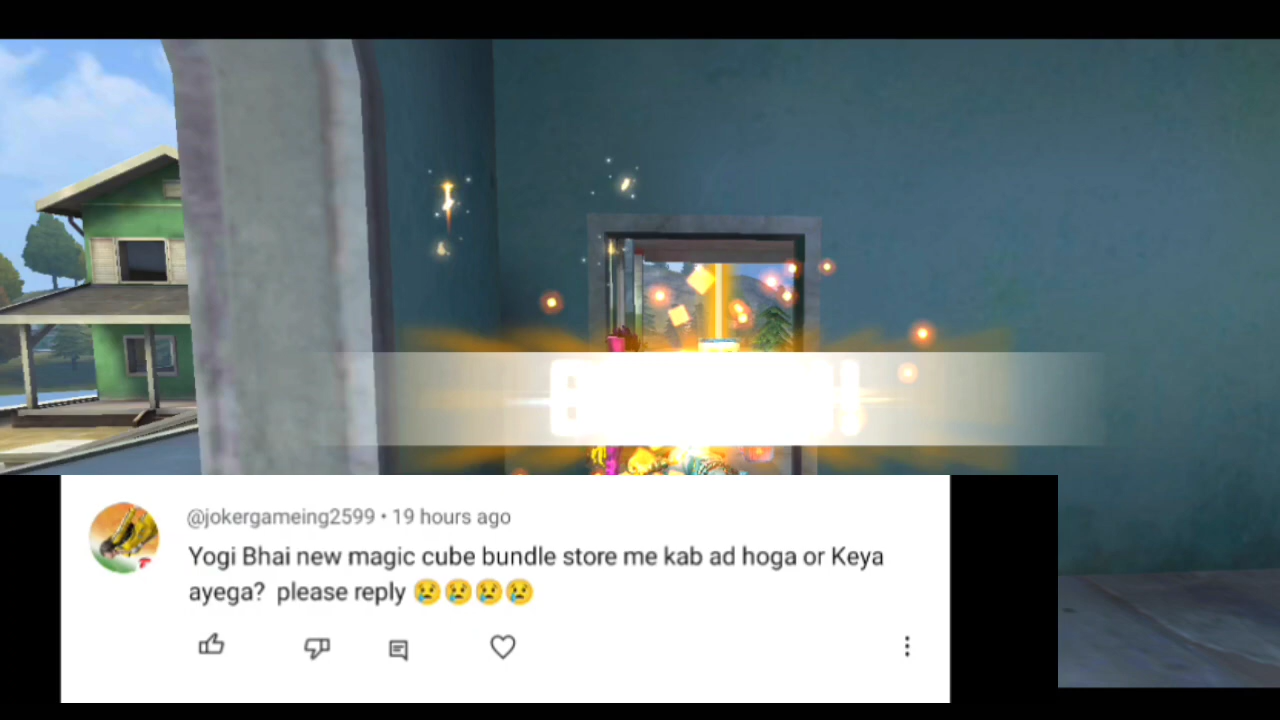 @jokergameing2599 • 19 hours ago
Yogi Bhai new magic cube bundle store me kab ad hoga or Keya
ayega? please reply 😢😢😢😢